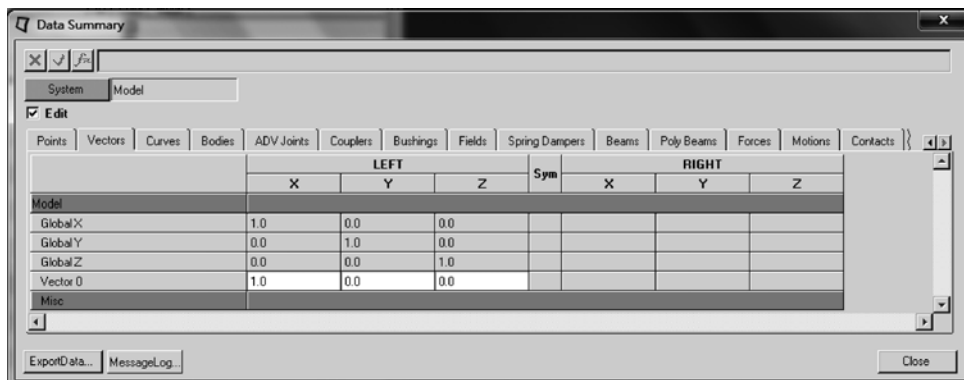 Data Summary
x
fx
System Model
Edit
Points Vectors Curves Bodies ADV Joints Couplers Bushings Fields Spring Dampers Beams Poly Beams Forces Motions Contacts
LEFT Sym RIGHT
X Y Z X Y Z
Model
Global X 1.0 0.0 0.0
Global Y 0.0 1.0 0.0
Global Z 0.0 0.0 1.0
Vector 0 1.0 0.0 0.0
Misc
ExportData... MessageLog... Close